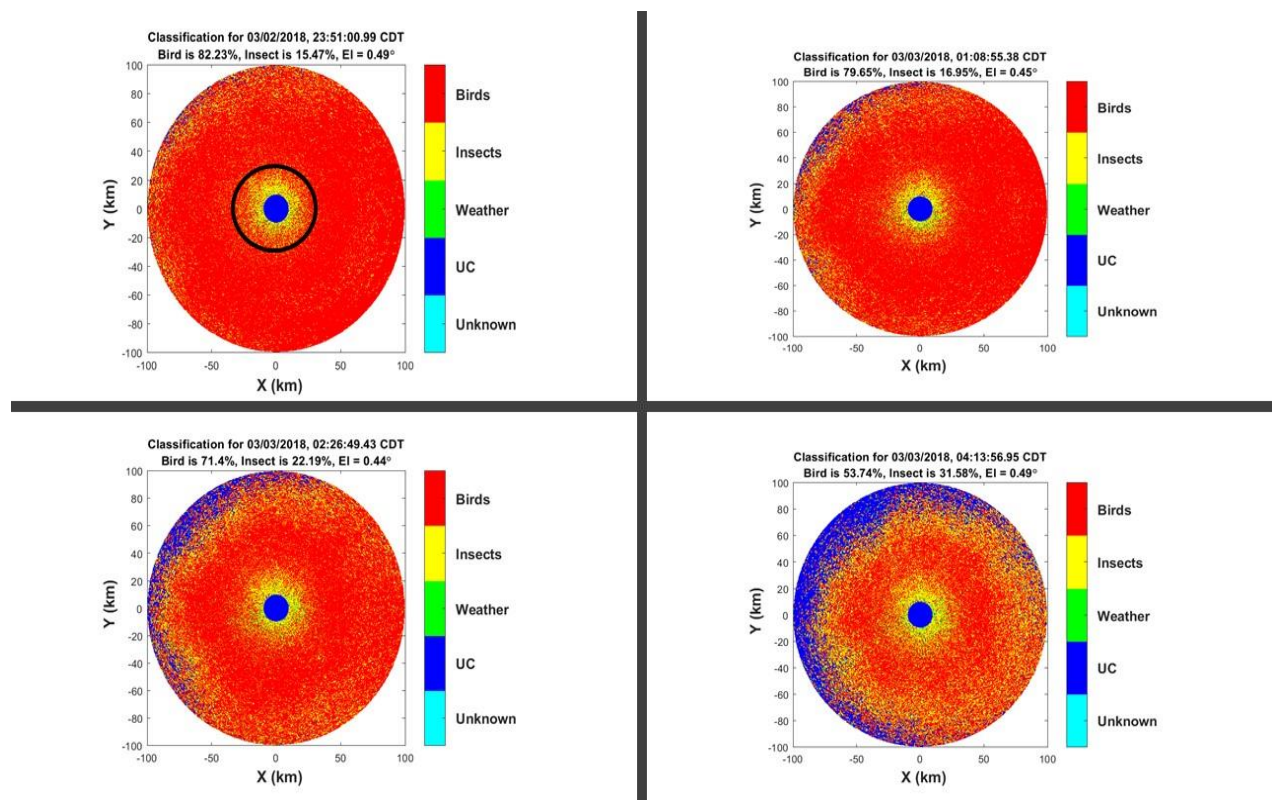 Classification for 03/02/2018, 23:51:00.99 CDT
Bird is 82.23%, Insect is 15.47%, El = 0.49°
100
80
60
40
20
0
-20
-40
-60
-80
-100
Y (km)
-100 -50 0 50 100
X (km)
Birds
Insects
Weather
UC
Unknown
Classification for 03/03/2018, 01:08:55.38 CDT
Bird is 79.65%, Insect is 16.95%, El = 0.45°
100
80
60
40
20
0
-20
-40
-60
-80
-100
Y (km)
-100 -50 0 50 100
X (km)
Birds
Insects
Weather
UC
Unknown
Classification for 03/03/2018, 02:26:49.43 CDT
Bird is 71.4%, Insect is 22.19%, El = 0.44°
100
80
60
40
20
0
-20
-40
-60
-80
-100
Y (km)
-100 -50 0 50 100
X (km)
Birds
Insects
Weather
UC
Unknown
Classification for 03/03/2018, 04:13:56.95 CDT
Bird is 53.74%, Insect is 31.58%, El = 0.49°
100
80
60
40
20
0
-20
-40
-60
-80
-100
Y (km)
-100 -50 0 50 100
X (km)
Birds
Insects
Weather
UC
Unknown